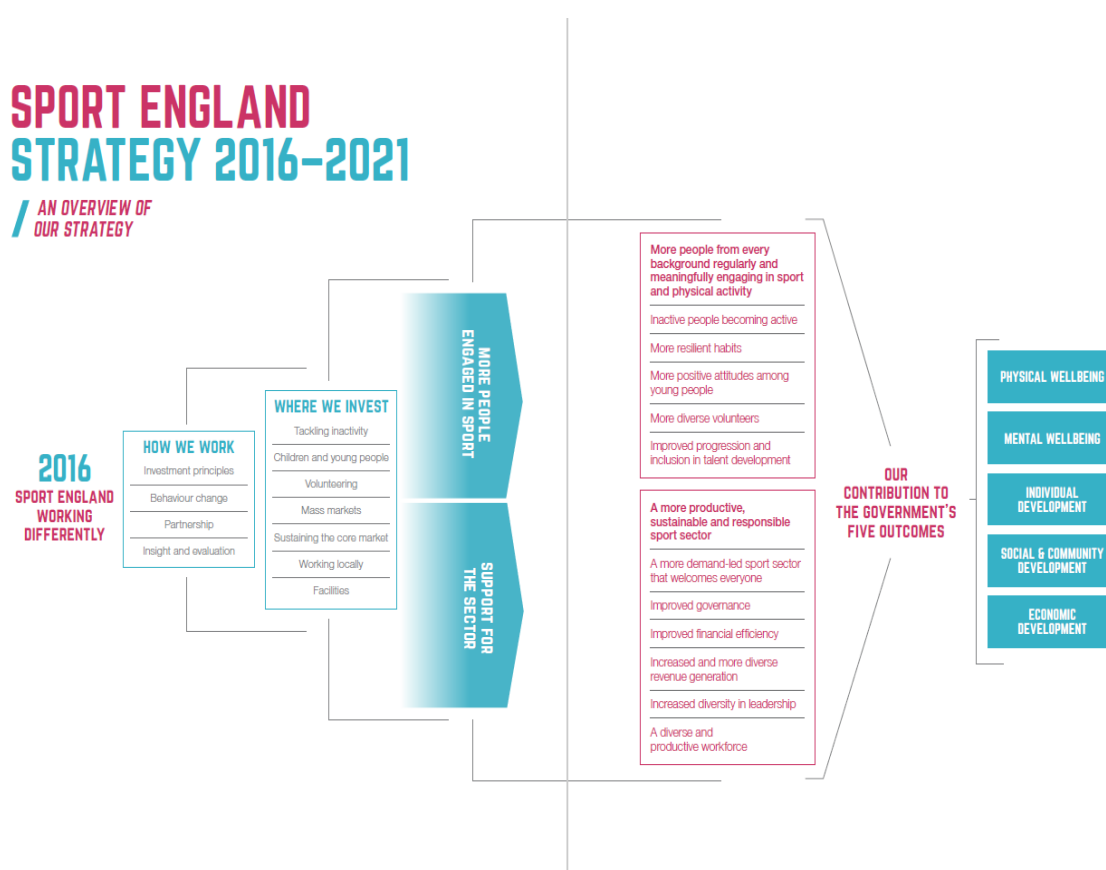 SPORT ENGLAND
STRATEGY 2016–2021
AN OVERVIEW OF
OUR STRATEGY
2016
SPORT ENGLAND
WORKING
DIFFERENTLY
HOW WE WORK
Investment principles
Behaviour change
Partnership
Insight and evaluation
WHERE WE INVEST
Tackling inactivity
Children and young people
Volunteering
Mass markets
Sustaining the core market
Working locally
Facilities
MORE PEOPLE
ENGAGED IN SPORT
SUPPORT FOR
THE SECTOR
More people from every
background regularly and
meaningfully engaging in sport
and physical activity
Inactive people becoming active
More resilient habits
More positive attitudes among
young people
More diverse volunteers
Improved progression and
inclusion in talent development
A more productive,
sustainable and responsible
sport sector
A more demand-led sport sector
that welcomes everyone
Improved governance
Improved financial efficiency
Increased and more diverse
revenue generation
Increased diversity in leadership
A diverse and
productive workforce
OUR
CONTRIBUTION TO
THE GOVERNMENT'S
FIVE OUTCOMES
PHYSICAL WELLBEING
MENTAL WELLBEING
INDIVIDUAL
DEVELOPMENT
SOCIAL & COMMUNITY
DEVELOPMENT
ECONOMIC
DEVELOPMENT